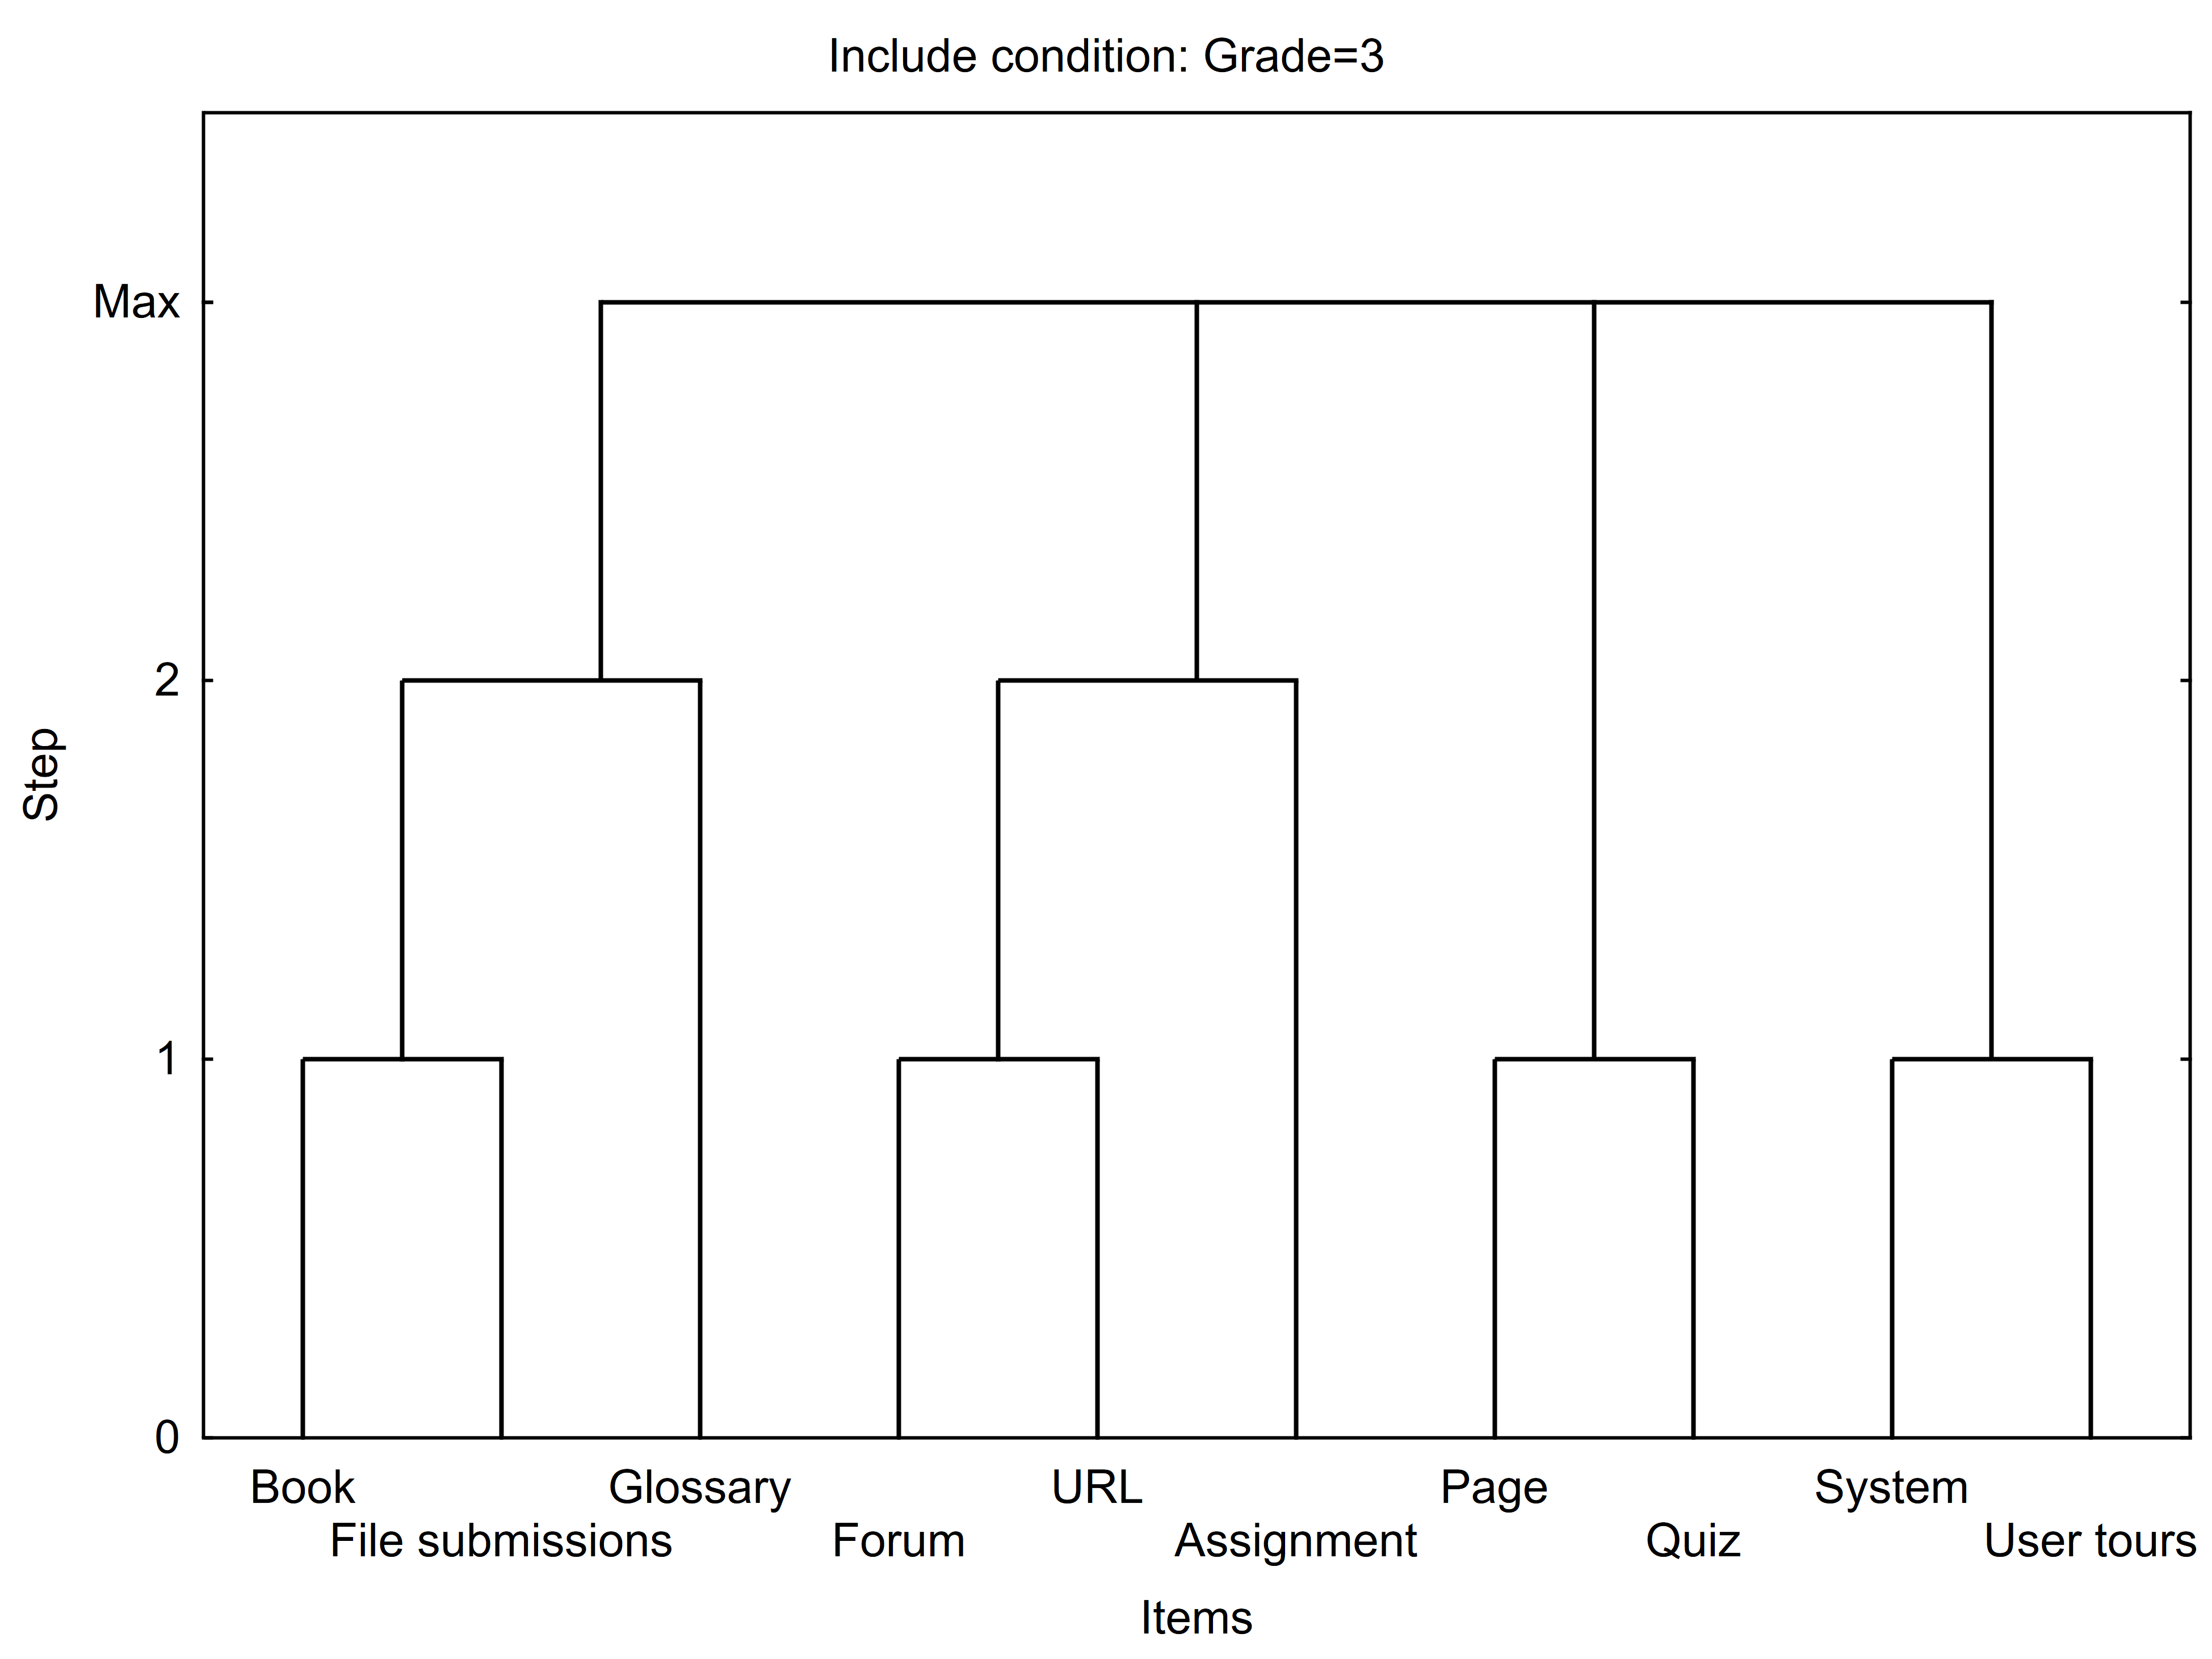 Include condition: Grade=3
Max
2
1
0
Step
Book Glossary URL Page System
File submissions Forum Assignment Quiz User tours
Items